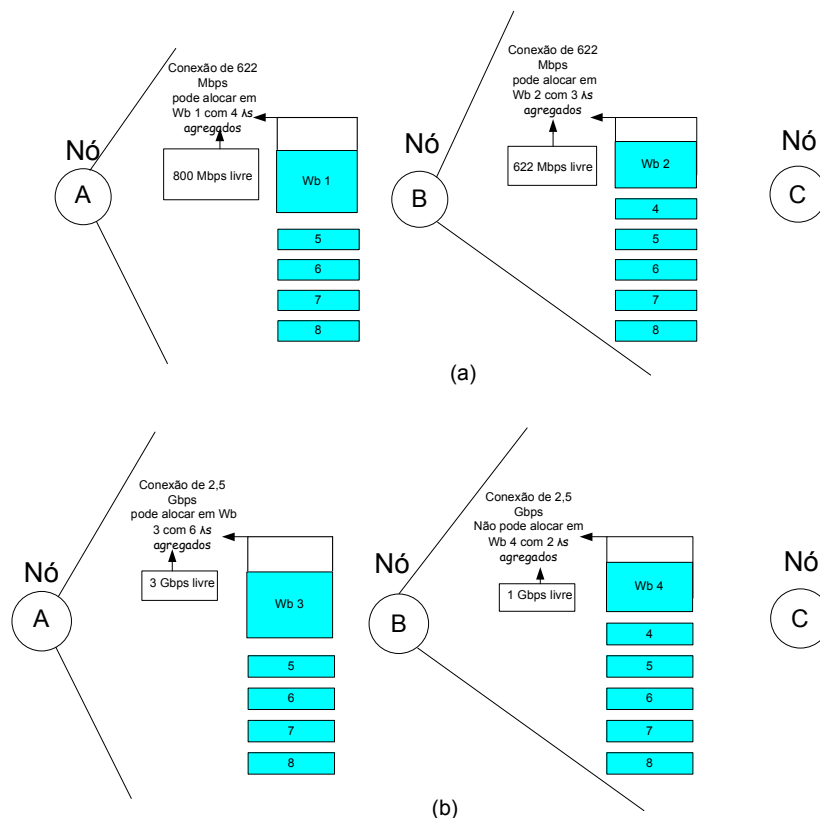 Conexão de 622
Mbps
pode alocar em
Wb 1 com 4 λs
agregados
Nó
A
800 Mbps livre
Wb 1
5
6
7
8
Conexão de 622
Mbps
pode alocar em
Wb 2 com 3 λs
agregados
Nó
B
622 Mbps livre
Wb 2
4
5
6
7
8
Nó
C
(a)
Conexão de 2,5
Gbps
pode alocar em Wb
3 com 6 λs
agregados
Nó
A
3 Gbps livre
Wb 3
5
6
7
8
Conexão de 2,5
Gbps
Não pode alocar em
Wb 4 com 2 λs
agregados
Nó
B
1 Gbps livre
Wb 4
4
5
6
7
8
Nó
C
(b)